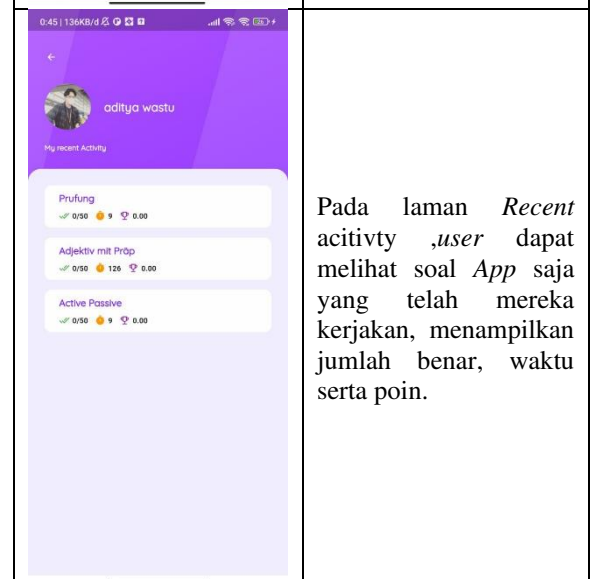 0:45 | 136KB/d
aditya wastu
My recent Activity
Prufung
0/50 9 0.00
Adjektiv mit Präp
0/50 126 0.00
Active Passive
0/50 9 0.00
Pada laman Recent
acitivty ,user dapat
melihat soal App saja
yang telah mereka
kerjakan, menampilkan
jumlah benar, waktu
serta poin.